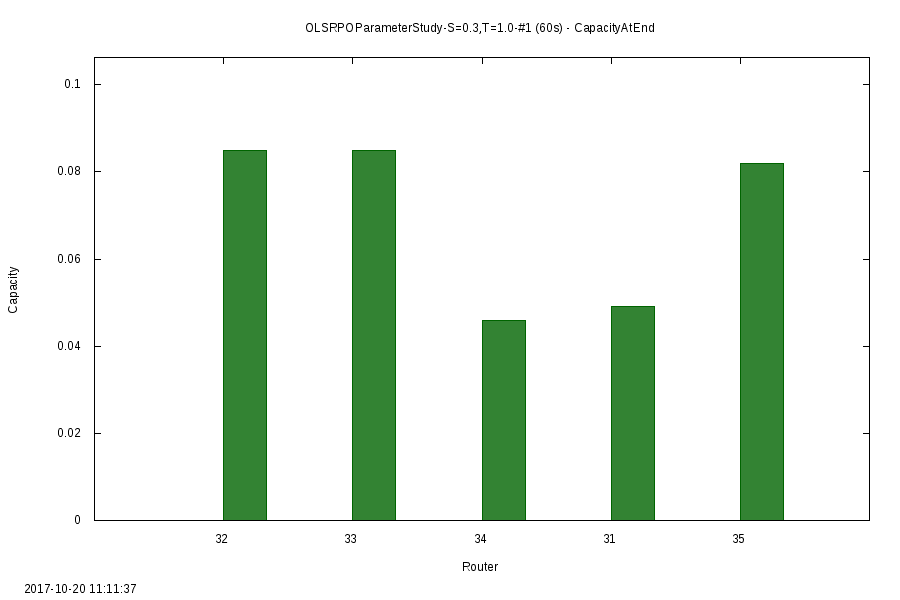 OLSRPOParameterStudy-S=0.3,T=1.0-#1 (60s) - CapacityAtEnd
0.1
0.08
0.06
0.04
0.02
0
Capacity
32 33 34 31 35
Router
2017-10-20 11:11:37